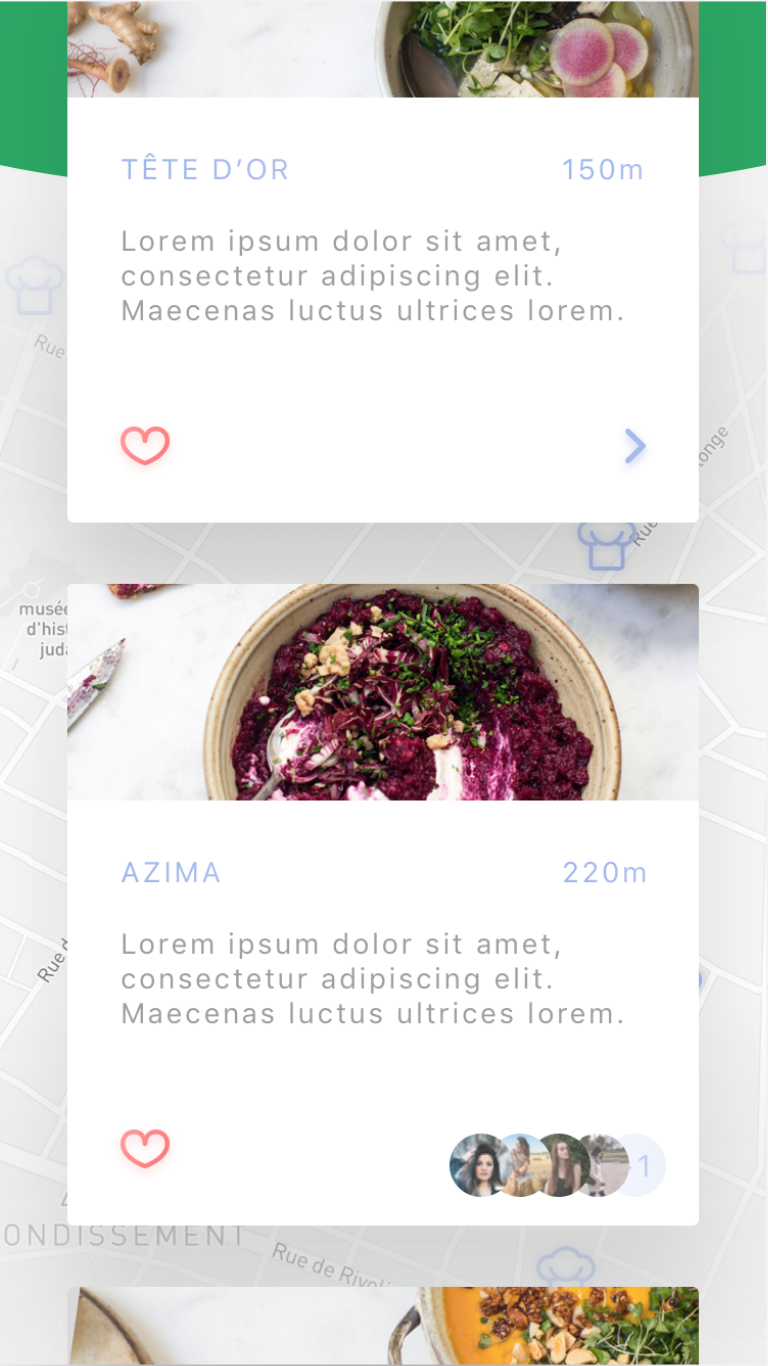 TÊTE D’OR 150m
Lorem ipsum dolor sit amet,
consectetur adipiscing elit.
Maecenas luctus ultrices lorem.
Rue
Rue
musée
d'hist
juda
AZIMA 220m
Lorem ipsum dolor sit amet,
consectetur adipiscing elit.
Maecenas luctus ultrices lorem.
Rue d
1
ONDISSEMENT
Rue de Rivoli